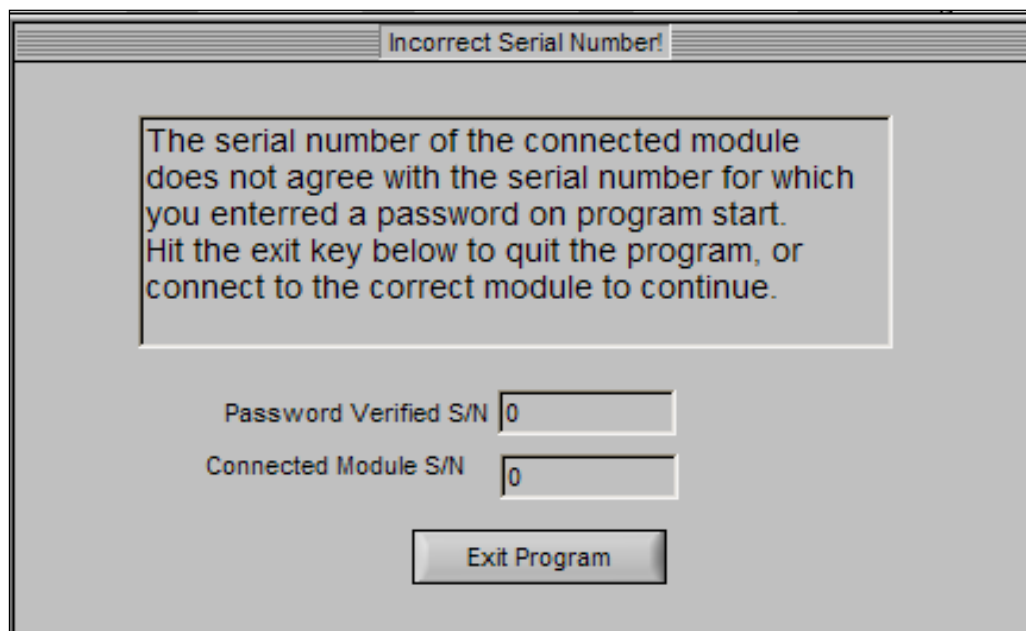 Incorrect Serial Number!
The serial number of the connected module
does not agree with the serial number for which
you enterred a password on program start.
Hit the exit key below to quit the program, or
connect to the correct module to continue.
Password Verified S/N 0
Connected Module S/N 0
Exit Program